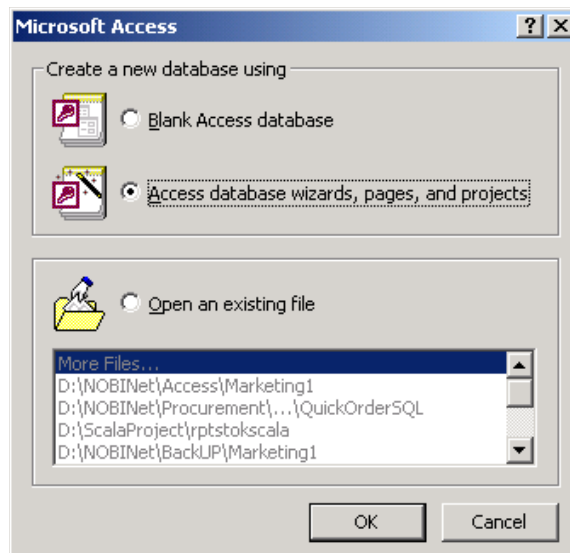 Microsoft Access
Create a new database using
Blank Access database
Access database wizards, pages, and projects
Open an existing file
More Files...
D:\NOBINet\Access\Marketing1
D:\NOBINet\Procurement\...\QuickOrderSQL
D:\ScalaProject\rptstokscala
D:\NOBINet\BackUP\Marketing1
OK Cancel